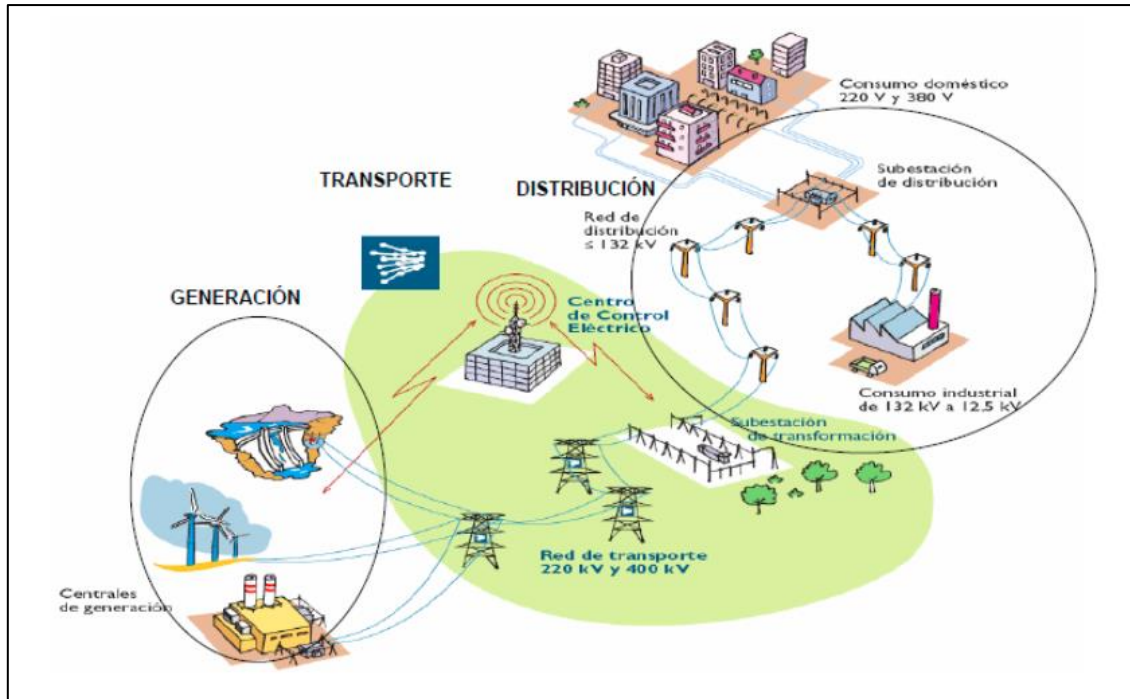 Consumo doméstico
220 V y 380 V
TRANSPORTE
DISTRIBUCIÓN
Subestación
de distribución
Red de
distribución
≤ 132 kV
GENERACIÓN
Centro
de Control
Eléctrico
Consumo industrial
de 132 kV a 12,5 kV
Subestación
de transformación
Red de transporte
220 kV y 400 kV
Centrales
de generación